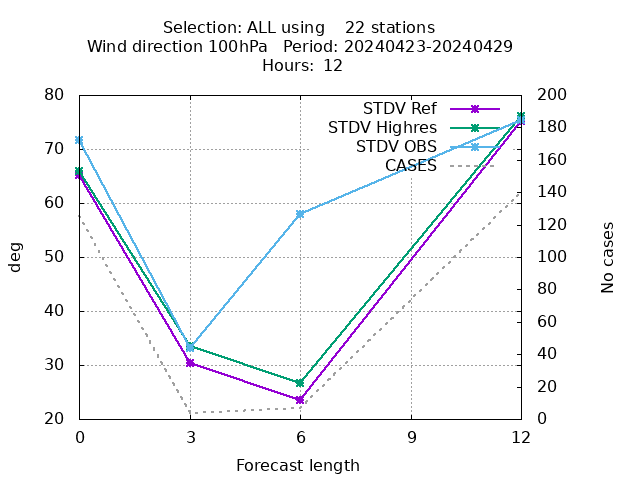 Selection: ALL using    22 stations
Wind direction 100hPa   Period: 20240423-20240429
Hours: 12
STDV Ref
STDV Highres
STDV OBS
CASES
deg
80
70
60
50
40
30
20
No cases
200
180
160
140
120
100
80
60
40
20
0
0 3 6 9 12
Forecast length